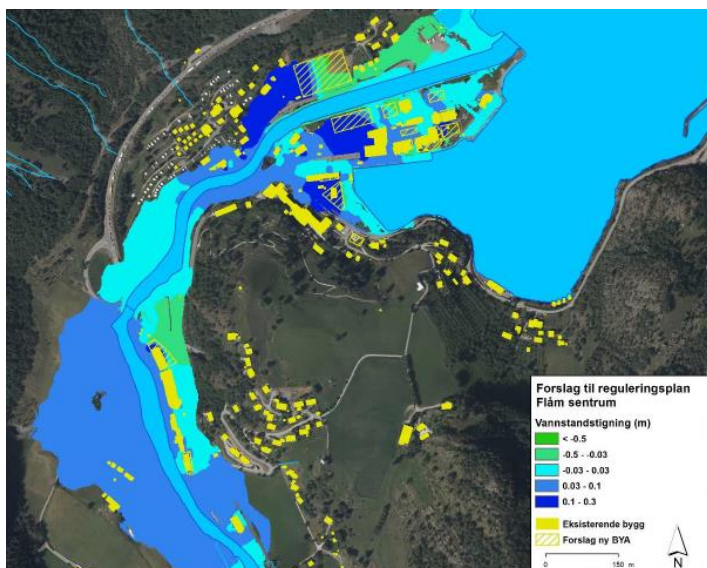 Forslag til reguleringsplan
Flåm sentrum
Vannstandstigning (m)
< -0.5
-0.5 - -0.03
-0.03 - 0.03
0.03 - 0.1
0.1 - 0.3
Eksisterende bygg
Forslag ny BYA
0 150 m
N